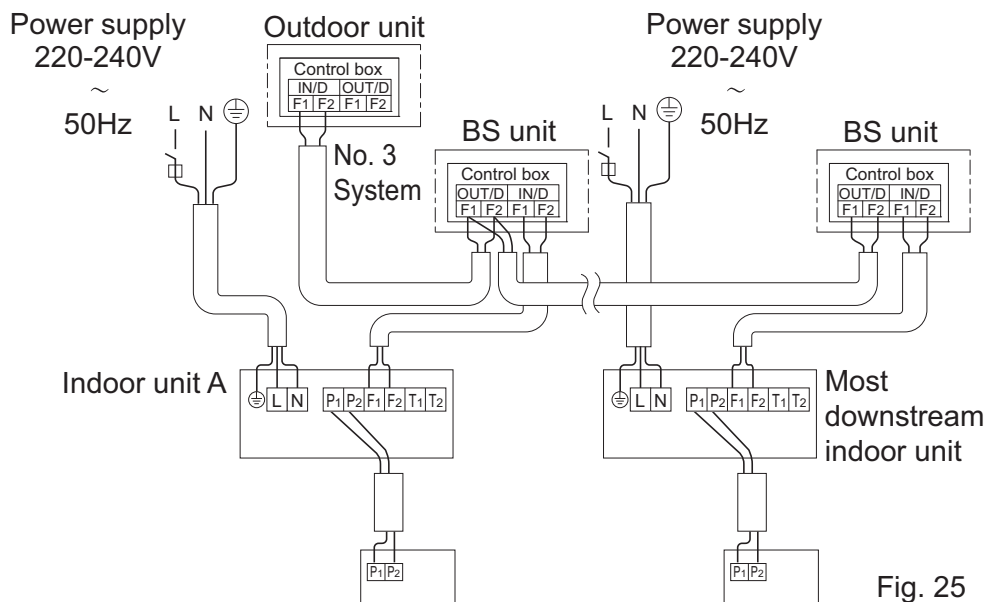 Power supply
220-240V
~
50Hz
L N
Outdoor unit
Control box
IN/D OUT/D
F1 F2 F1 F2
No. 3
System
BS unit
Control box
OUT/D IN/D
F1 F2 F1 F2
Power supply
220-240V
~
50Hz
L N
BS unit
Control box
OUT/D IN/D
F1 F2 F1 F2
Indoor unit A
L N
P1 P2 F1 F2 T1 T2
P1 P2
L N
P1 P2 F1 F2 T1 T2
Most
downstream
indoor unit
P1 P2
Fig. 25